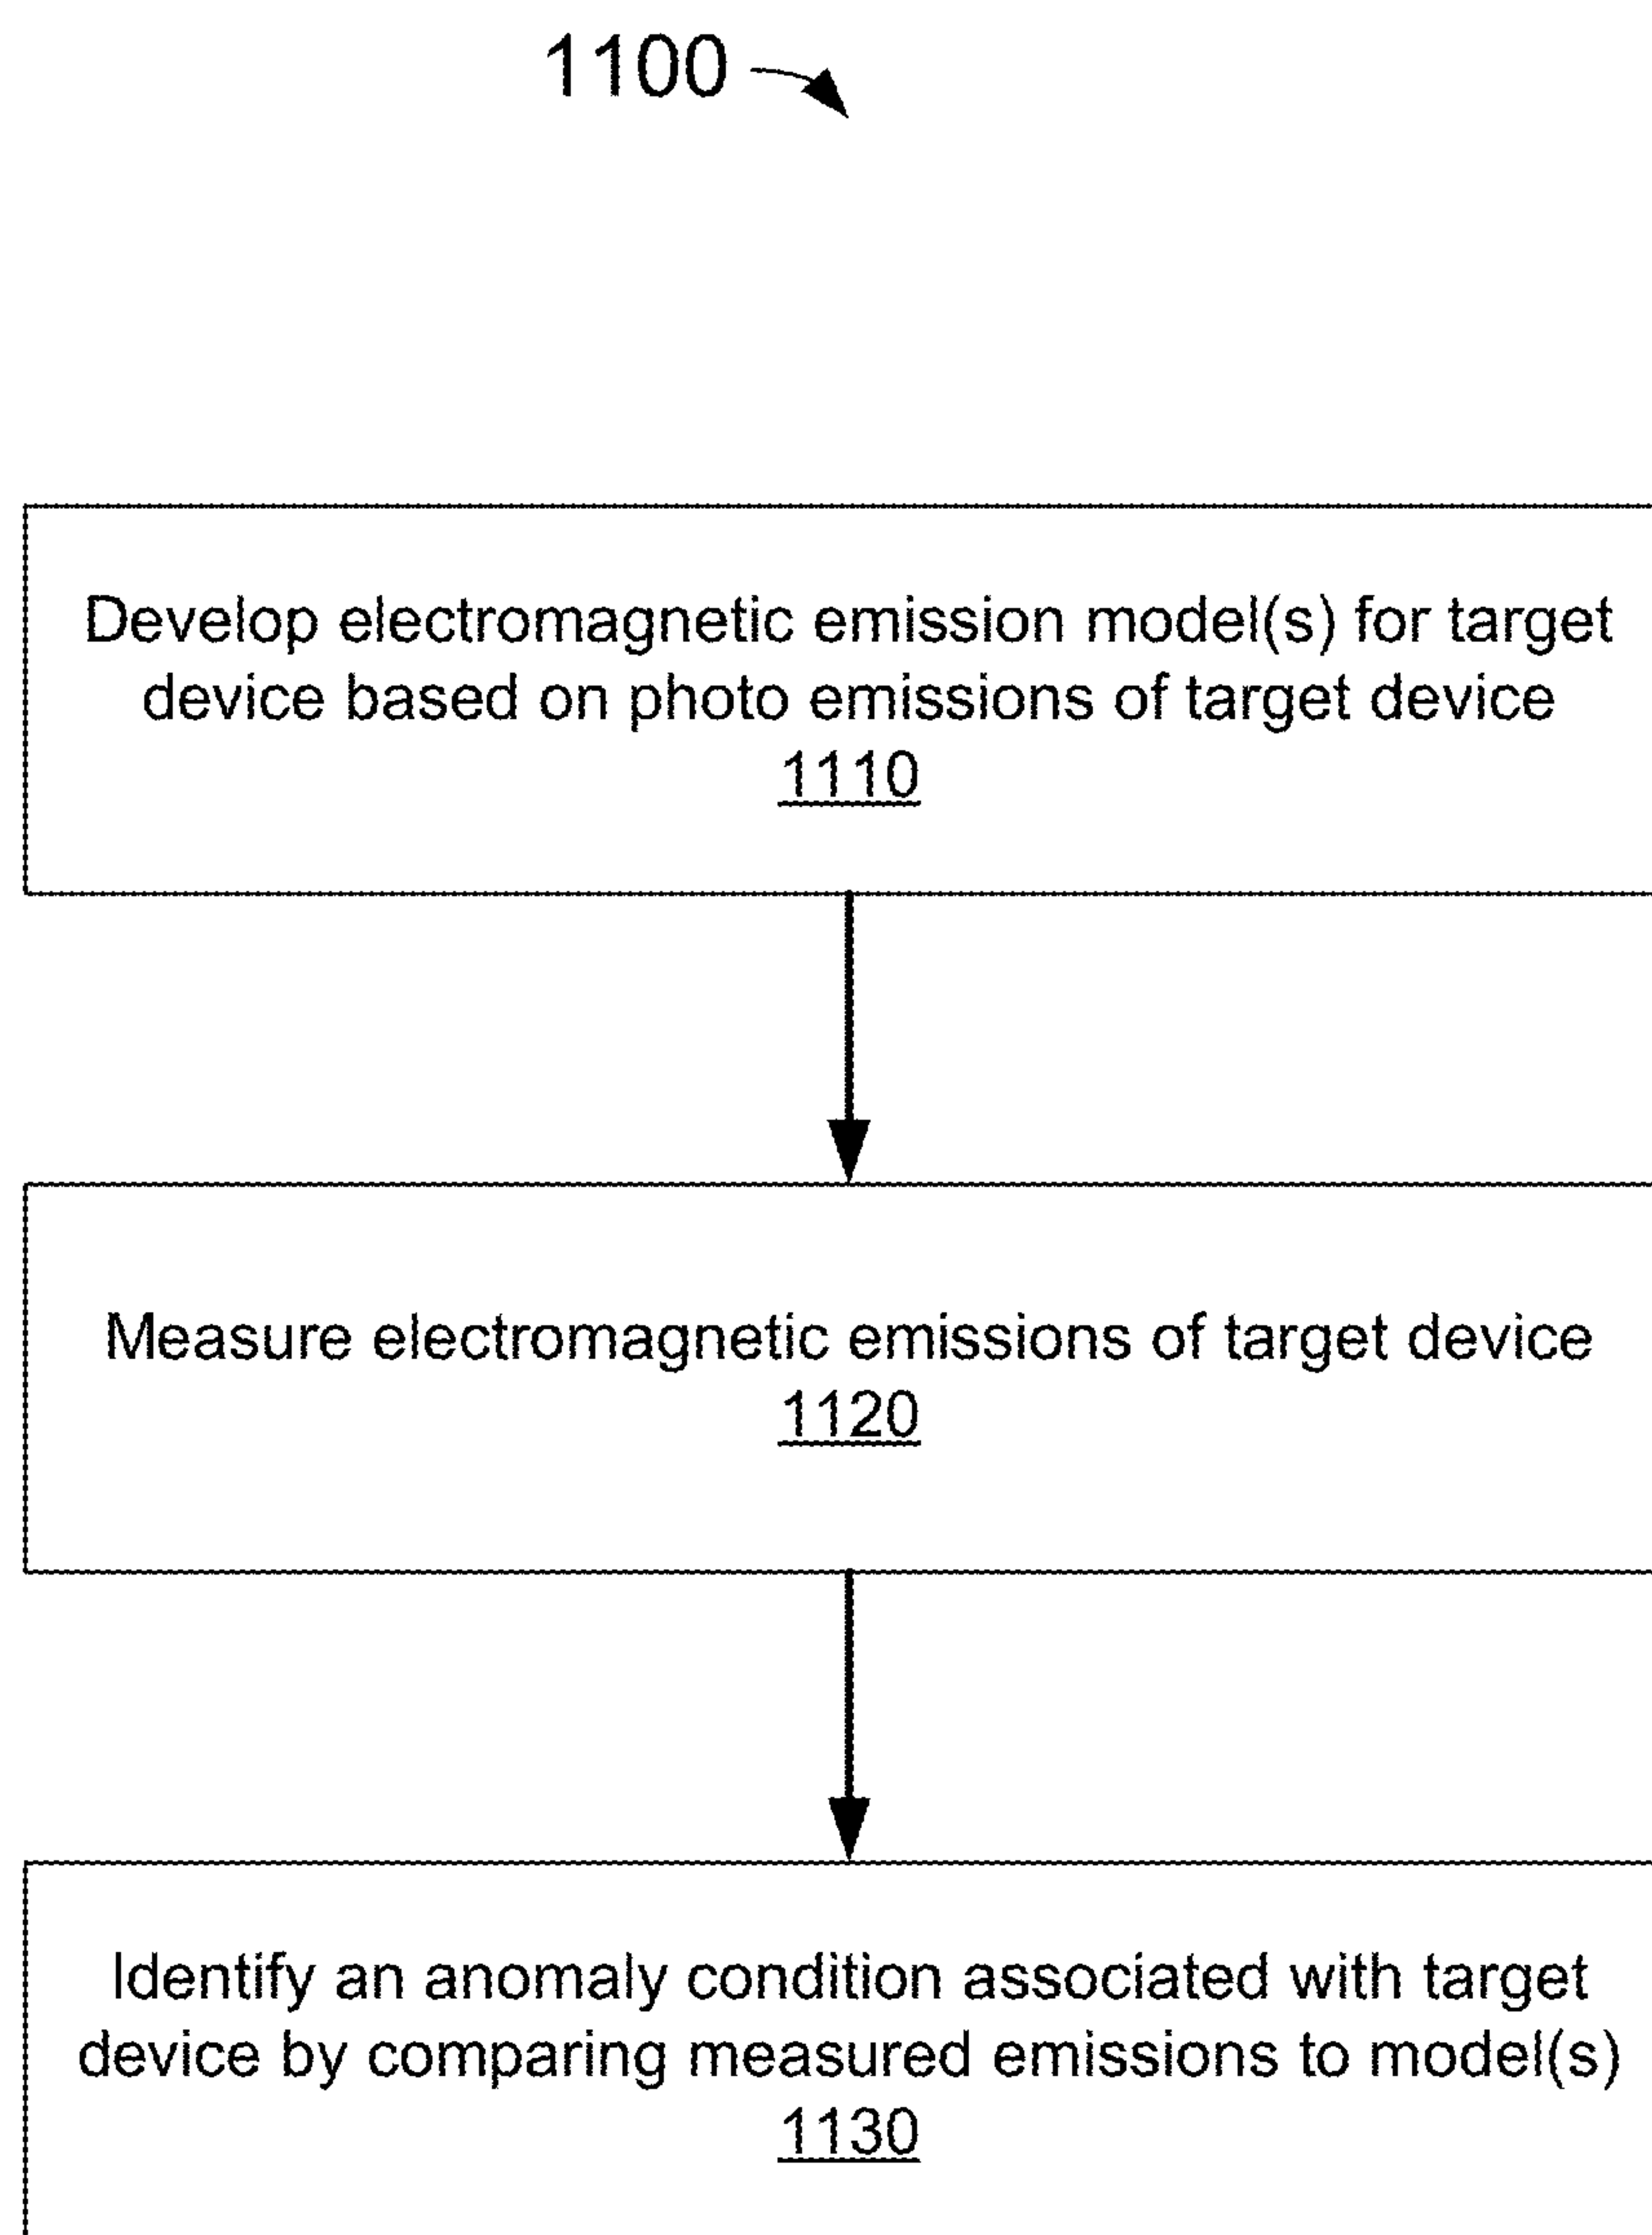 1100
Develop electromagnetic emission model(s) for target
device based on photo emissions of target device
1110
Measure electromagnetic emissions of target device
1120
Identify an anomaly condition associated with target
device by comparing measured emissions to model(s)
1130